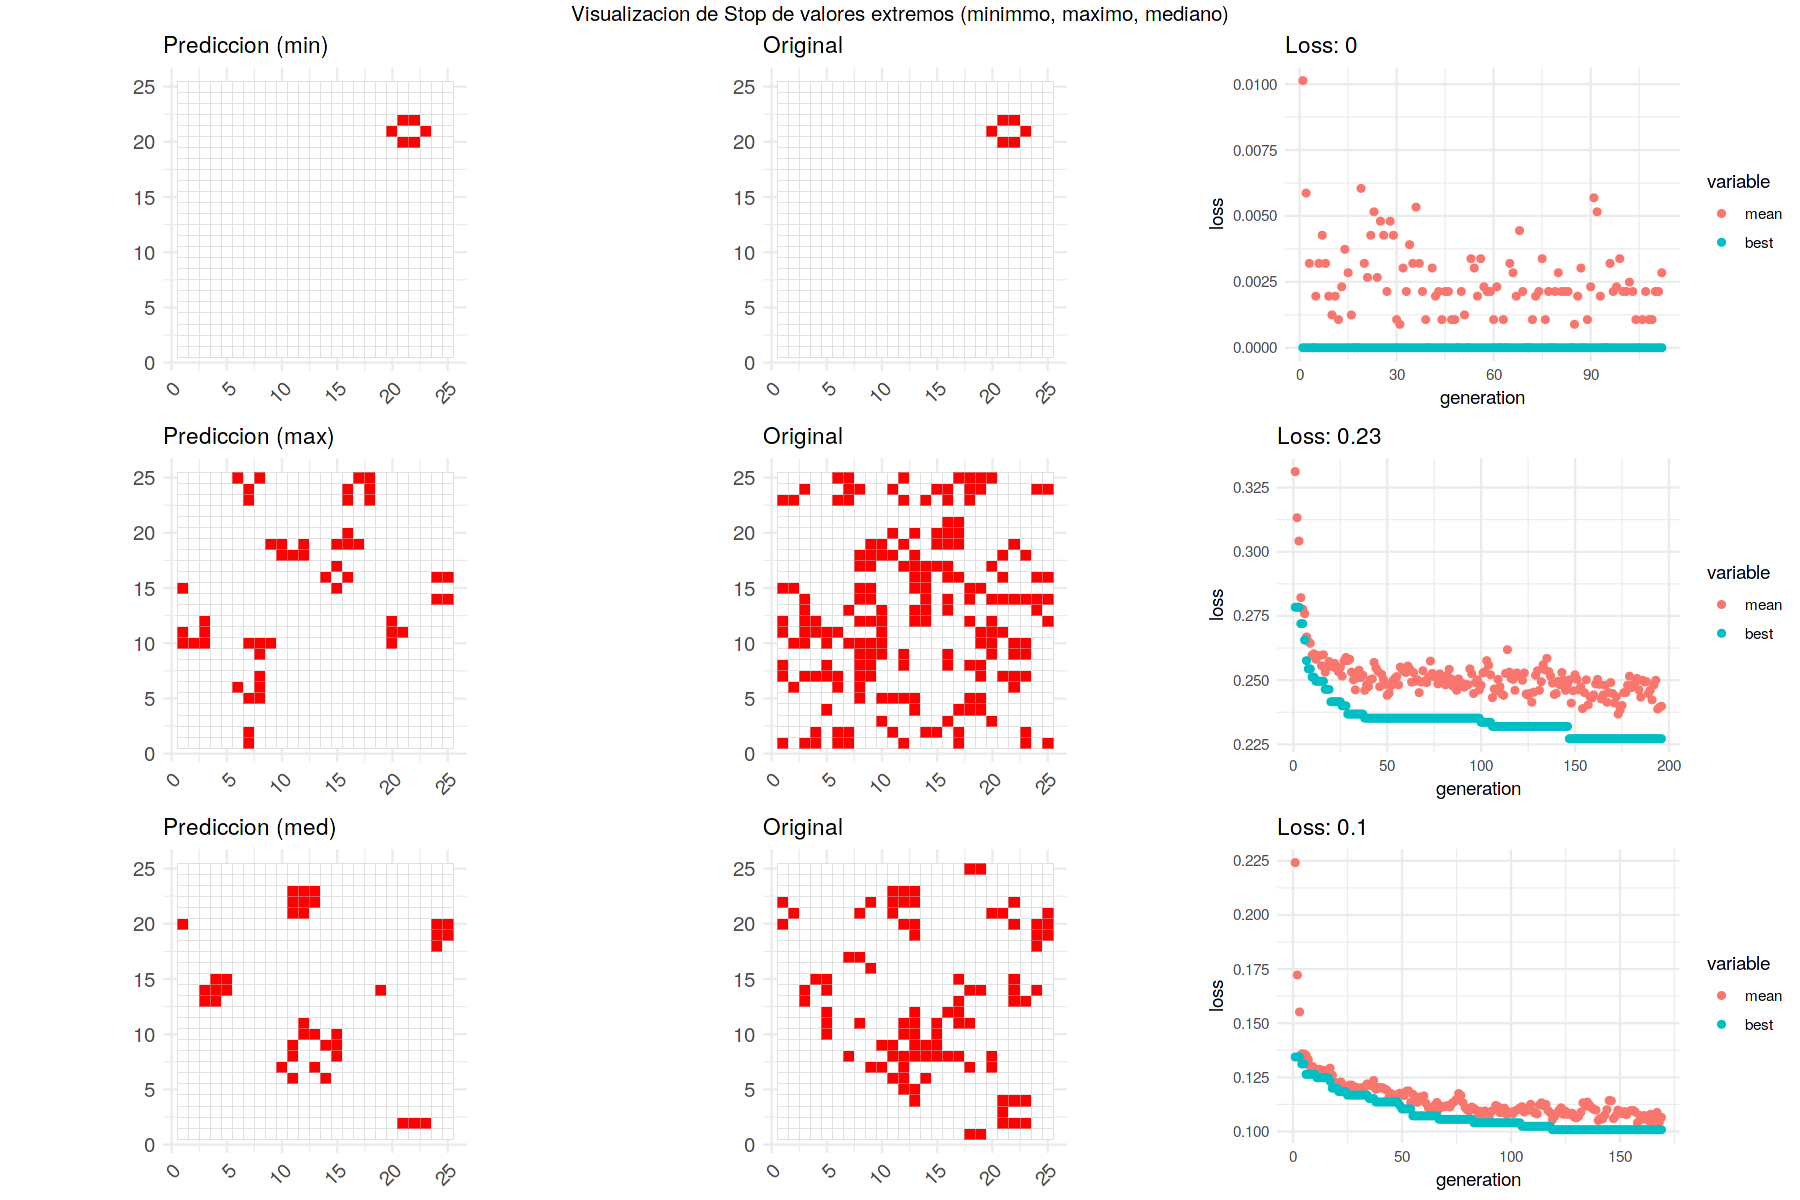 Visualizacion de Stop de valores extremos (minimmo, maximo, mediano)
Prediccion (min)
25
20
15
10
5
0
0 5 10 15 20 25
Original
25
20
15
10
5
0
0 5 10 15 20 25
Loss: 0
loss
0.0100
0.0075
0.0050
0.0025
0.0000
0 30 60 90
generation
variable
mean
best
Prediccion (max)
25
20
15
10
5
0
0 5 10 15 20 25
Original
25
20
15
10
5
0
0 5 10 15 20 25
Loss: 0.23
loss
0.325
0.300
0.275
0.250
0.225
0 50 100 150 200
generation
variable
mean
best
Prediccion (med)
25
20
15
10
5
0
0 5 10 15 20 25
Original
25
20
15
10
5
0
0 5 10 15 20 25
Loss: 0.1
loss
0.225
0.200
0.175
0.150
0.125
0.100
0 50 100 150
generation
variable
mean
best